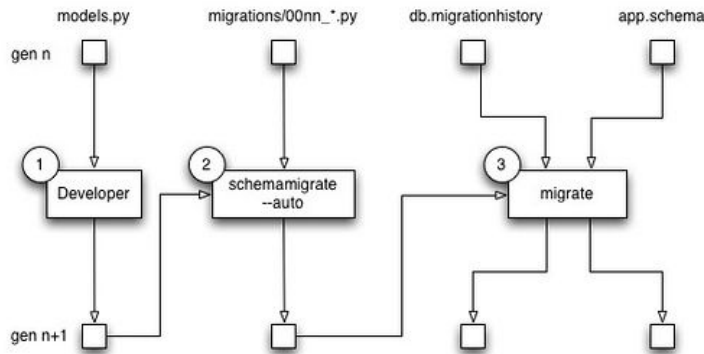 models.py
migrations/00nn_*.py
db.migrationhistory
app.schema
gen n
1
2
3
Developer
schemamigrate
--auto
migrate
gen n+1